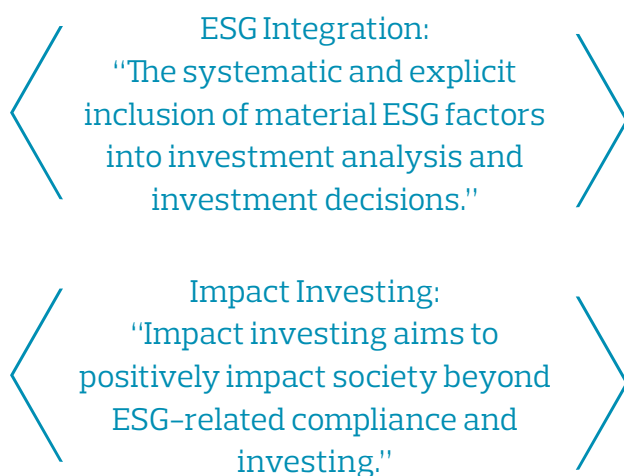 ESG Integration:
“The systematic and explicit
inclusion of material ESG factors
into investment analysis and
investment decisions.”
Impact Investing:
“Impact investing aims to
positively impact society beyond
ESG-related compliance and
investing.”